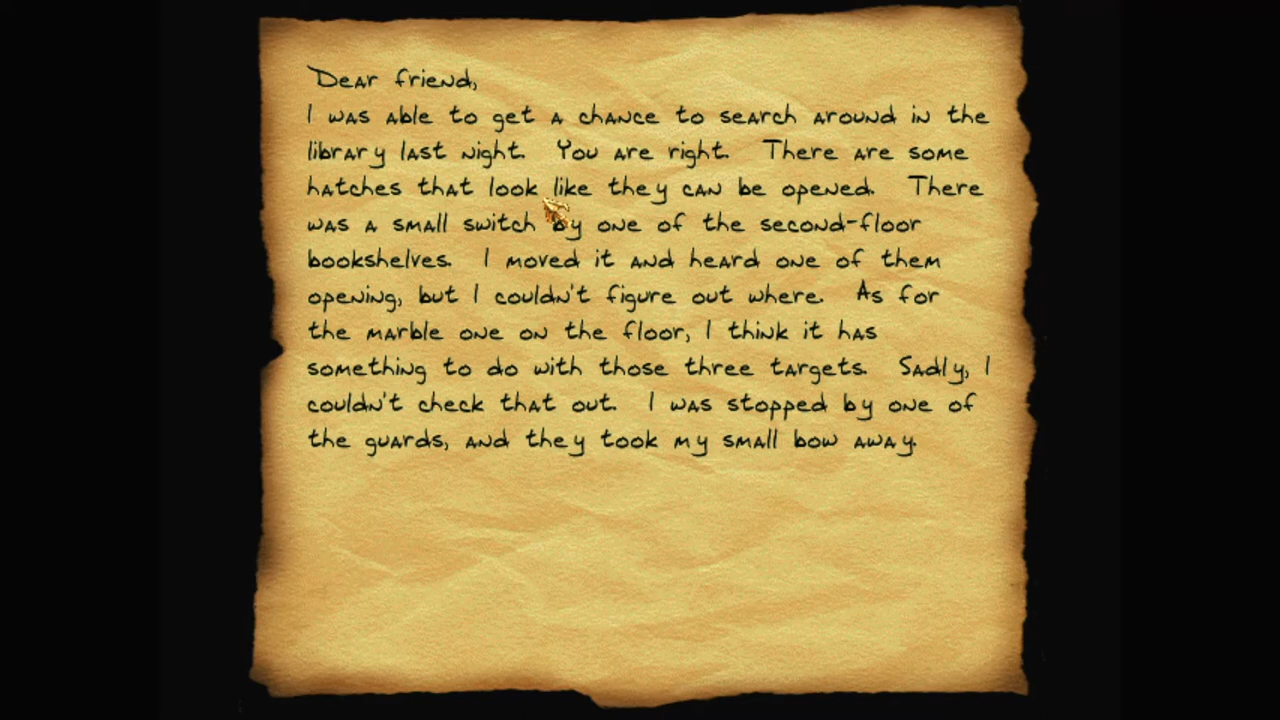 Dear friend,
I was able to get a chance to search around in the
library last night.  You are right.  There are some
hatches that look like they can be opened.  There
was a small switch by one of the second-floor
bookshelves.  I moved it and heard one of them
opening, but I couldn't figure out where.  As for
the marble one on the floor, I think it has
something to do with those three targets.  Sadly, I
couldn't check that out.  I was stopped by one of
the guards, and they took my small bow away.